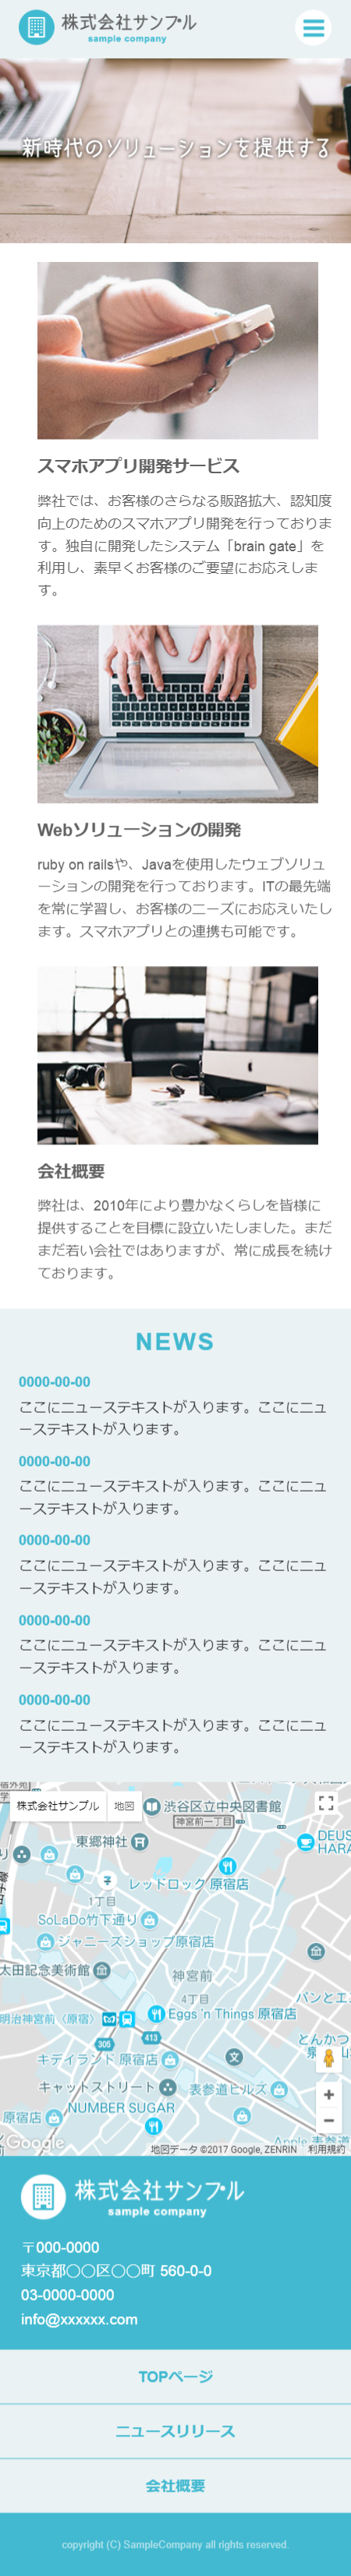 株式会社サンプル
sample company
新時代のソリューションを提供する
スマホアプリ開発サービス
弊社では、お客様のさらなる販路拡大、認知度
向上のためのスマホアプリ開発を行っておりま
す。独自に開発したシステム「brain gate」を
利用し、素早くお客様のご要望にお応えしま
す。
Webソリューションの開発
ruby on railsや、Javaを使用したウェブソリュ
ーションの開発を行っております。ITの最先端
を常に学習し、お客様のニーズにお応えいたし
ます。スマホアプリとの連携も可能です。
会社概要
弊社は、2010年により豊かなくらしを皆様に
提供することを目標に設立いたしました。まだ
まだ若い会社ではありますが、常に成長を続け
ております。
NEWS
0000-00-00
ここにニューステキストが入ります。ここにニュ
ーステキストが入ります。
0000-00-00
ここにニューステキストが入ります。ここにニュ
ーステキストが入ります。
0000-00-00
ここにニューステキストが入ります。ここにニュ
ーステキストが入ります。
0000-00-00
ここにニューステキストが入ります。ここにニュ
ーステキストが入ります。
0000-00-00
ここにニューステキストが入ります。ここにニュ
ーステキストが入ります。
株式会社サンプル 地図
渋谷区立中央図書館
神宮前一丁目
東郷神社
DEUS
HARA
レッドロック 原宿店
1丁目
SoLaDo竹下通り
ジャニーズショップ原宿店
太田記念美術館
神宮前
4丁目
パンとエ
明治神宮前〈原宿〉
Eggs 'n Things 原宿店
413
305
とんかつ
キデイランド 原宿店
キャットストリート
表参道ヒルズ
NUMBER SUGAR
原宿店
Google
地図データ ©2017 Google, ZENRIN 利用規約
株式会社サンプル
sample company
〒000-0000
東京都〇〇区〇〇町 560-0-0
03-0000-0000
info@xxxxxx.com
TOPページ
ニュースリリース
会社概要
copyright (C) SampleCompany all rights reserved.